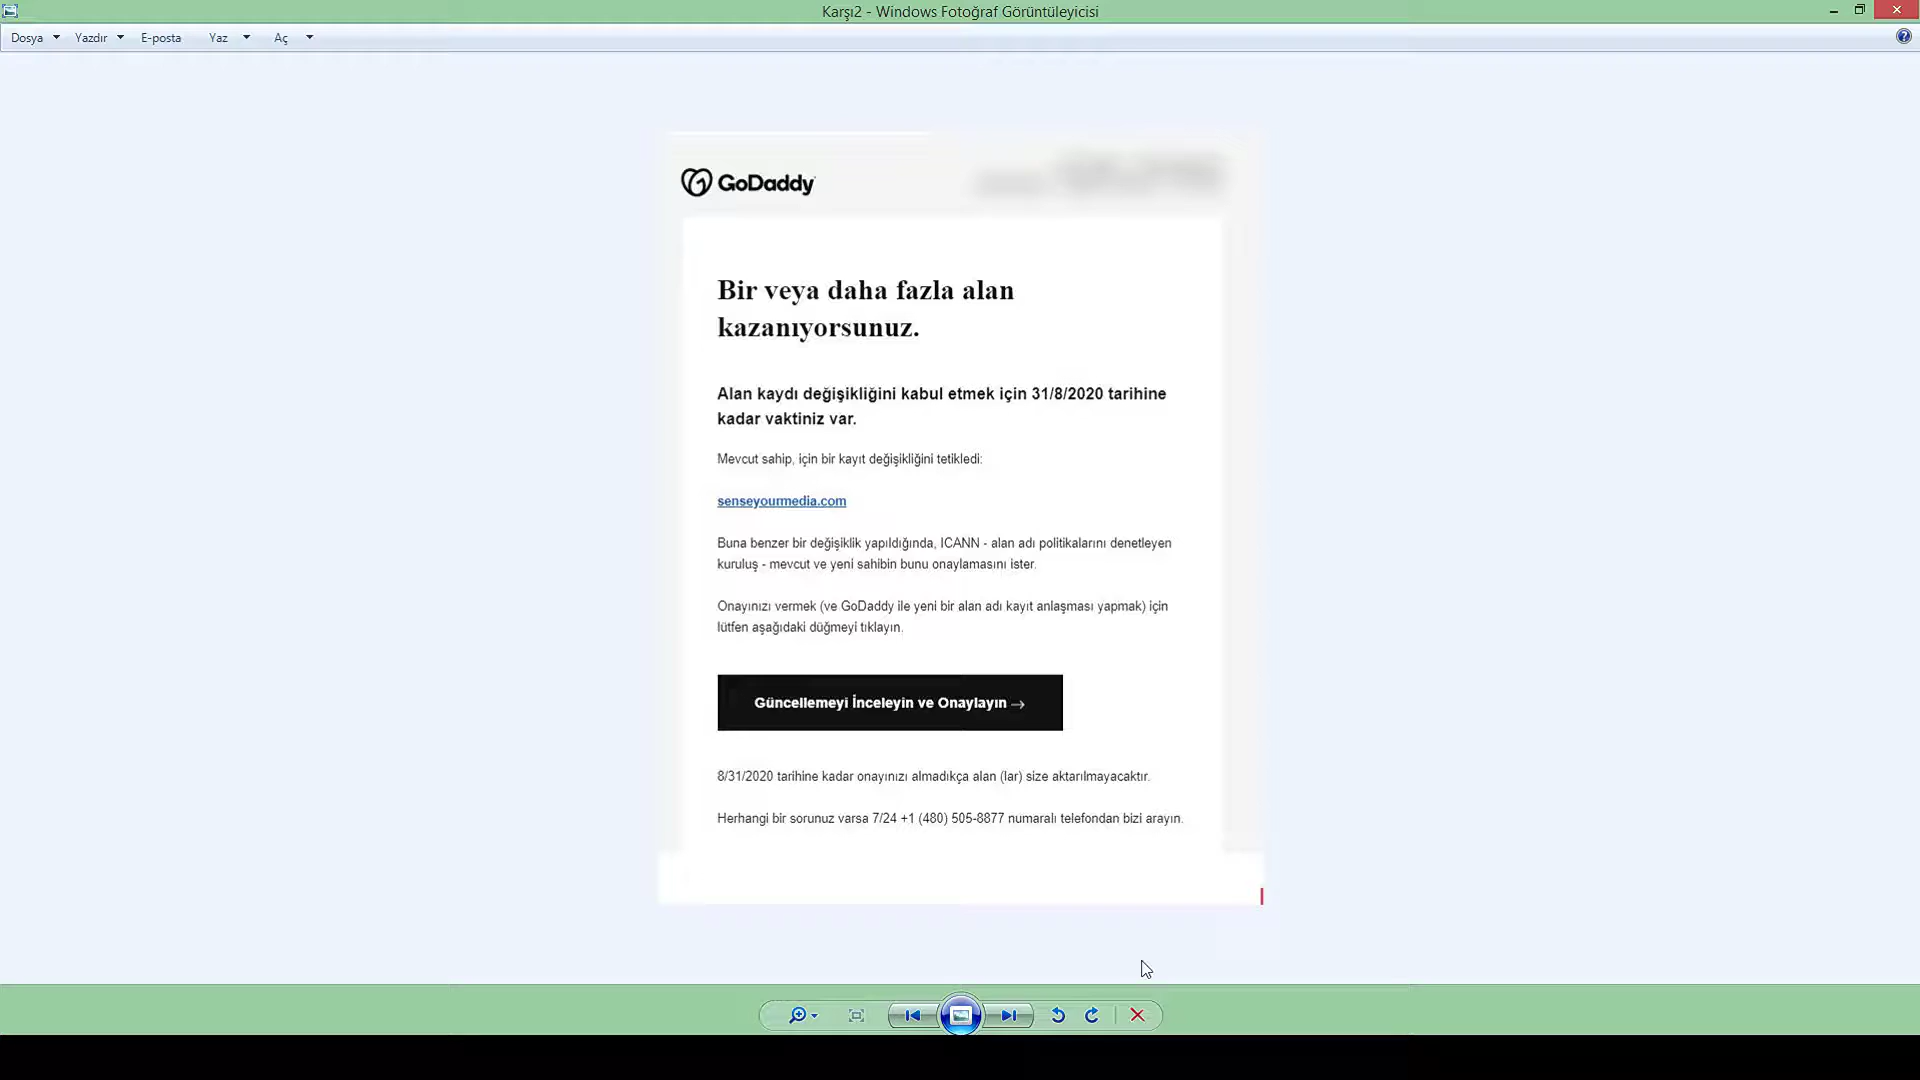 Karşı2 - Windows Fotoğraf Görüntüleyicisi
Dosya Yazdır E-posta Yaz Aç
GoDaddy
Bir veya daha fazla alan
kazanıyorsunuz.
Alan kaydı değişikliğini kabul etmek için 31/8/2020 tarihine
kadar vaktiniz var.
Mevcut sahip, için bir kayıt değişikliğini tetikledi:
senseyourmedia.com
Buna benzer bir değişiklik yapıldığında, ICANN - alan adı politikalarını denetleyen
kuruluş - mevcut ve yeni sahibin bunu onaylamasını ister.
Onayınızı vermek (ve GoDaddy ile yeni bir alan adı kayıt anlaşması yapmak) için
lütfen aşağıdaki düğmeyi tıklayın.
Güncellemeyi İnceleyin ve Onaylayın →
8/31/2020 tarihine kadar onayınızı almadıkça alan (lar) size aktarılmayacaktır.
Herhangi bir sorunuz varsa 7/24 +1 (480) 505-8877 numaralı telefondan bizi arayın.